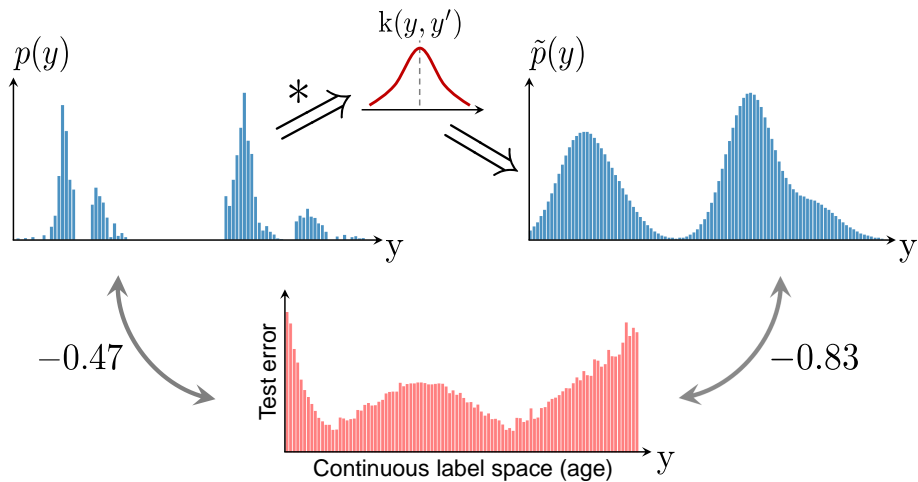 k(y, y′)
p(y)
*
p̃(y)
y
y
−0.47
Test error
−0.83
y
Continuous label space (age)